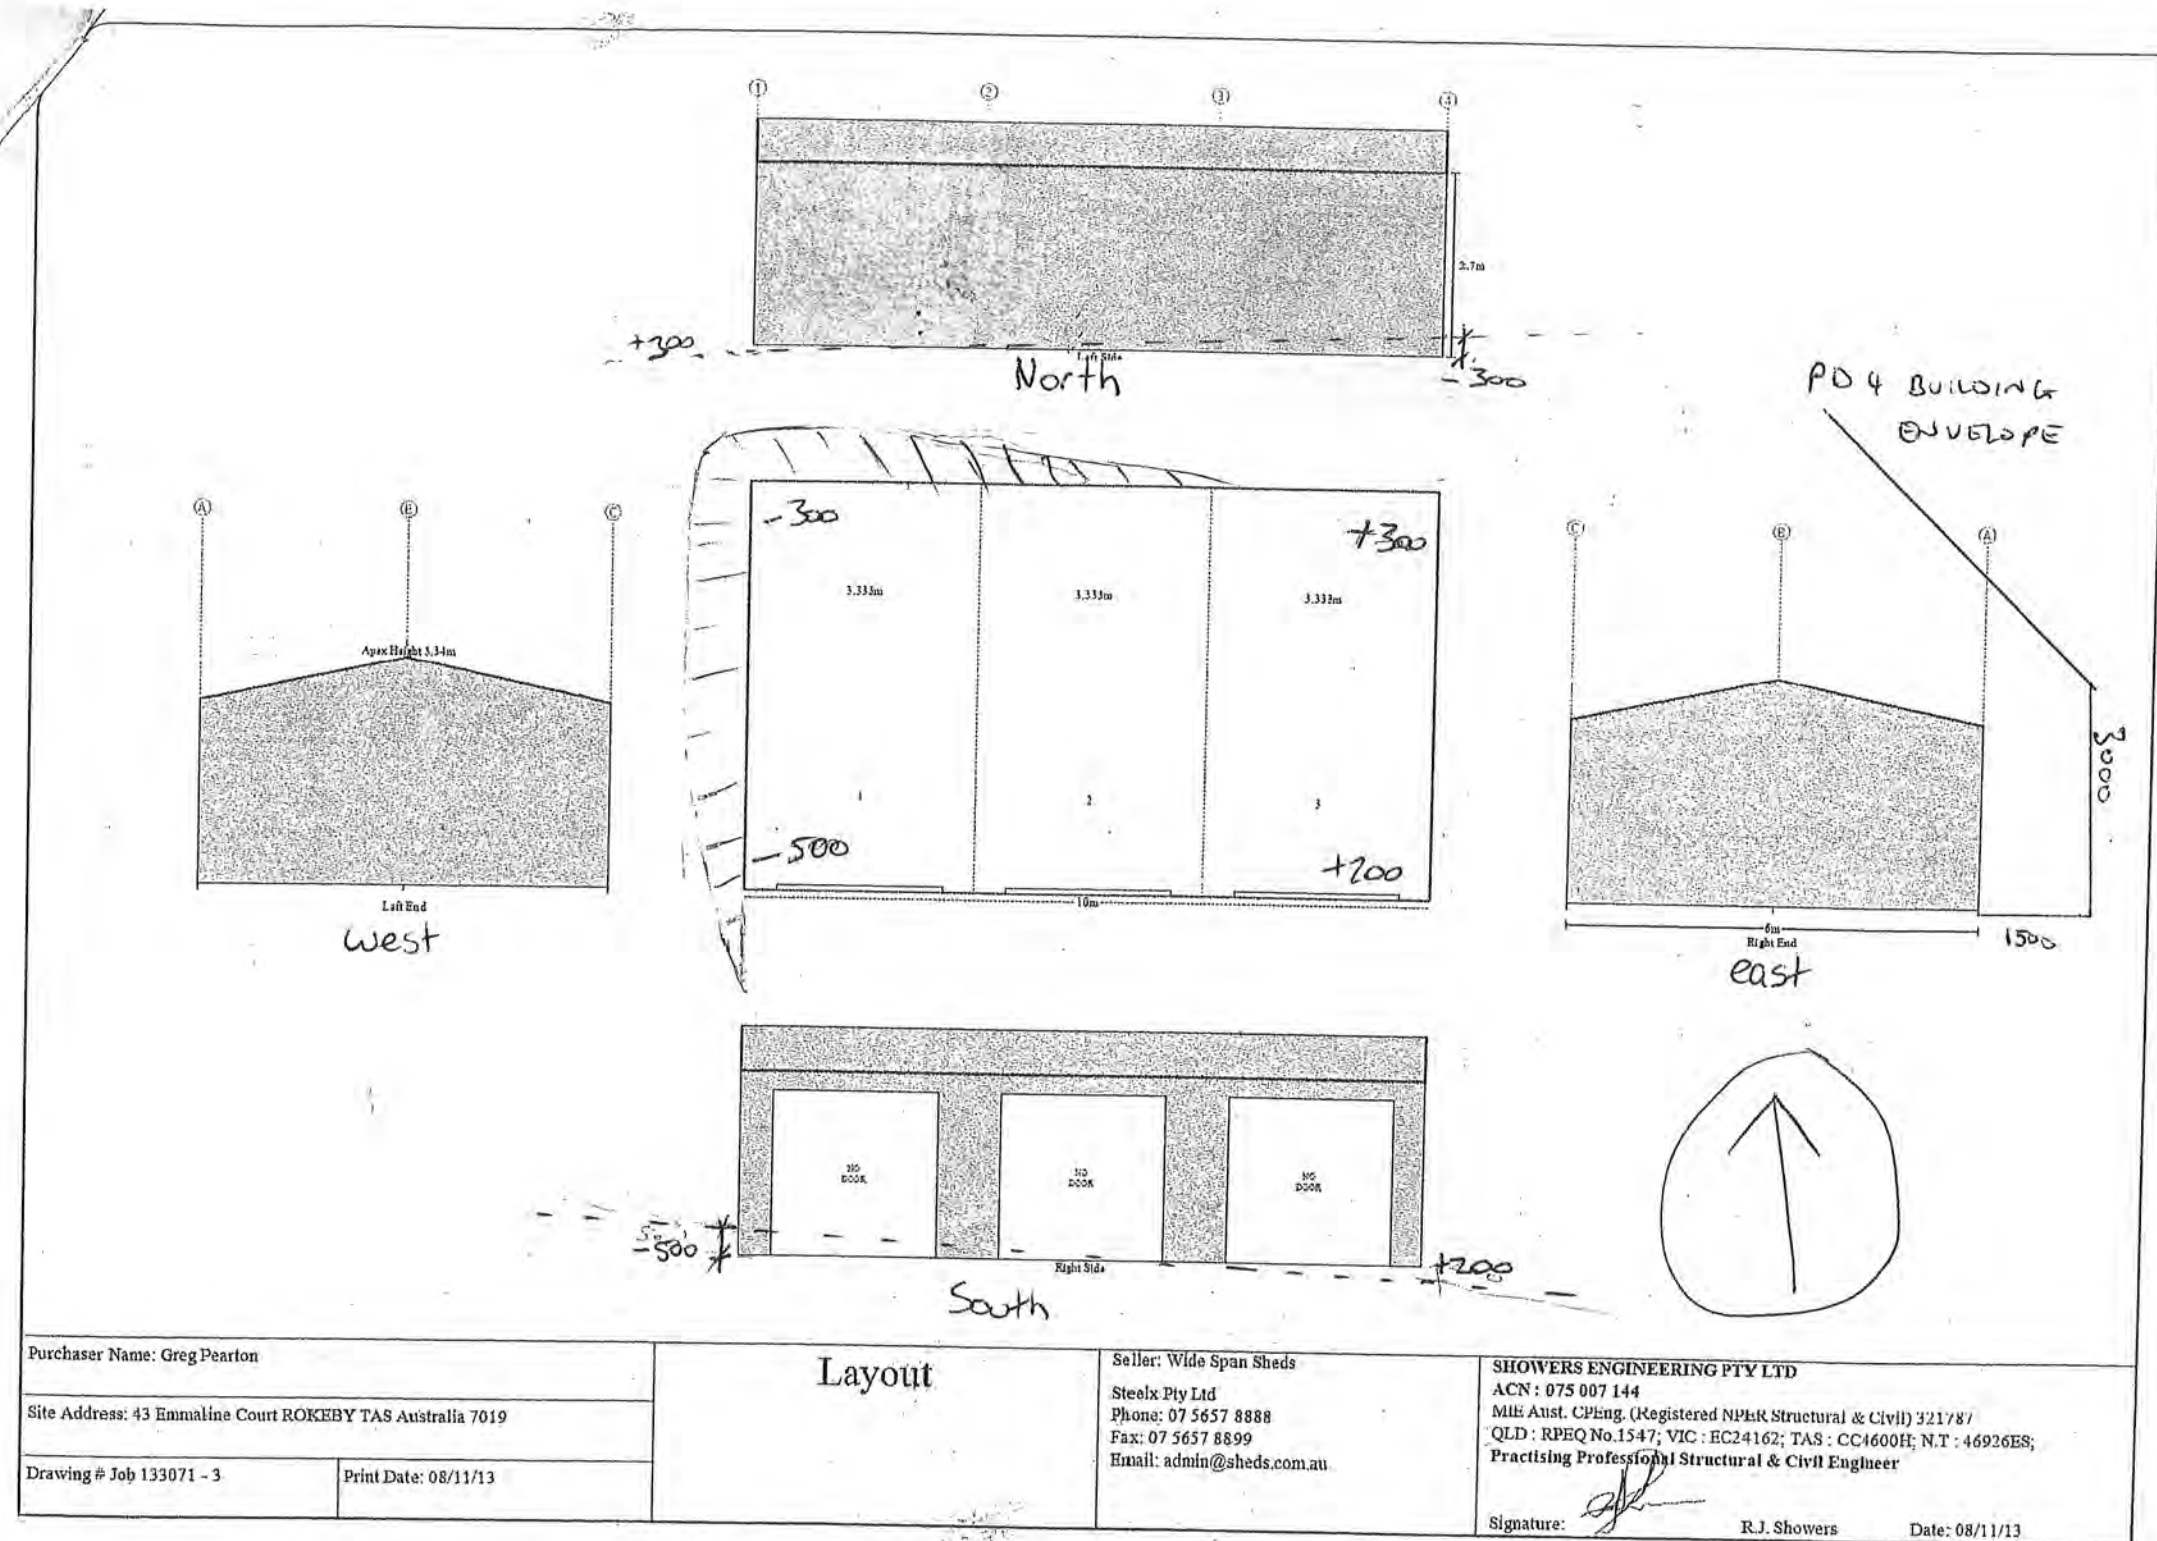 ① ② ③ ④
2.7m
+300
Left Side
-300
North
PD 4 BUILDING
ENVELOPE
-300
+300
3.333m 3.333m 3.333m
1 2 3
-500
+200
10m
Ⓐ Ⓑ Ⓒ
Apex Height 3.34m
Left End
West
Ⓒ Ⓑ Ⓐ
3000
6m
1500
Right End
east
NO
DOOR
NO
DOOR
NO
DOOR
-500
Right Side
+200
South
Purchaser Name: Greg Pearton
Site Address: 43 Emmaline Court ROKEBY TAS Australia 7019
Drawing # Job 133071 - 3
Print Date: 08/11/13
Layout
Seller: Wide Span Sheds
Steelx Pty Ltd
Phone: 07 5657 8888
Fax: 07 5657 8899
Email: admin@sheds.com.au
SHOWERS ENGINEERING PTY LTD
ACN : 075 007 144
MIE Aust. CPEng. (Registered NPER Structural & Civil) 321787
QLD : RPEQ No.1547; VIC : EC24162; TAS : CC4600H; N.T : 46926ES;
Practising Professional Structural & Civil Engineer
Signature:
R.J. Showers
Date: 08/11/13